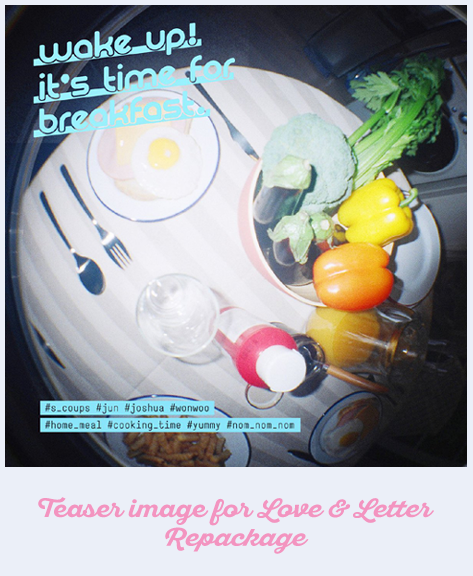 wake up!
it's time for
breakfast.
#s_coups #jun #joshua #wonwoo
#home_meal #cooking_time #yummy #nom_nom_nom
Teaser image for Love & Letter
Repackage